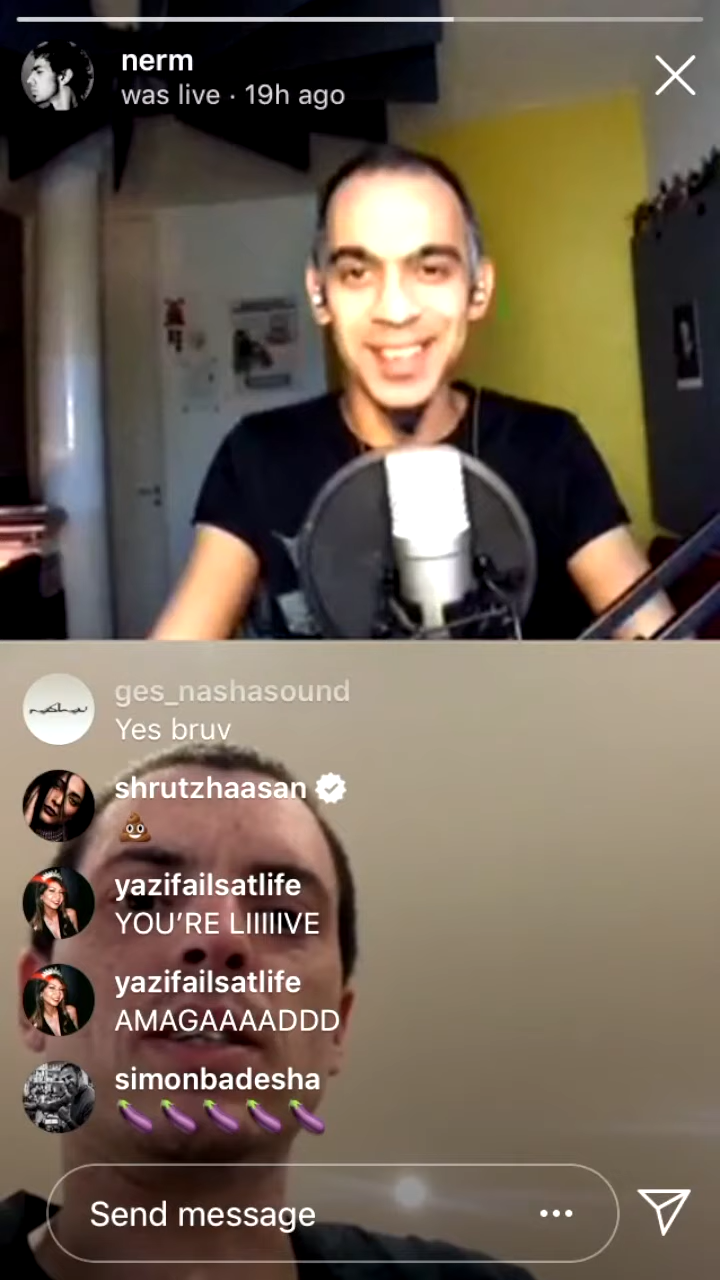 nerm
was live · 19h ago
ges_nashasound
Yes bruv
shrutzhaasan
💩
yazifailsatlife
YOU’RE LIIIIIVE
yazifailsatlife
AMAGAAAADDD
simonbadesha
🍆🍆🍆🍆🍆
Send message